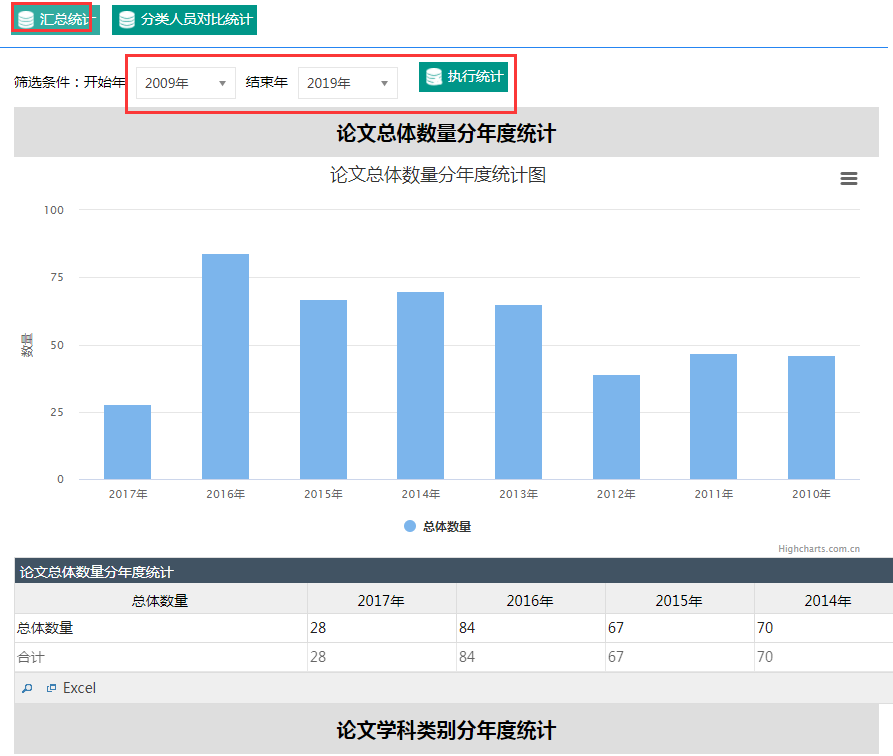 汇总统计 分类人员对比统计
筛选条件：开始年 2009年 结束年 2019年 执行统计
论文总体数量分年度统计
论文总体数量分年度统计图
100
75
50
25
0
数量
2017年 2016年 2015年 2014年 2013年 2012年 2011年 2010年
总体数量
Highcharts.com.cn
论文总体数量分年度统计
总体数量 2017年 2016年 2015年 2014年
总体数量 28 84 67 70
合计 28 84 67 70
Excel
论文学科类别分年度统计